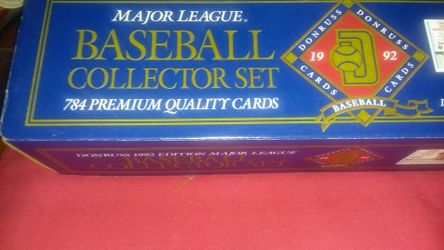 MAJOR LEAGUE®
BASEBALL
COLLECTOR SET
784 PREMIUM QUALITY CARDS
DONRUSS DONRUSS
19 92
CARDS CARDS
BASEBALL
DONRUSS 1992 EDITION MAJOR LEAGUE